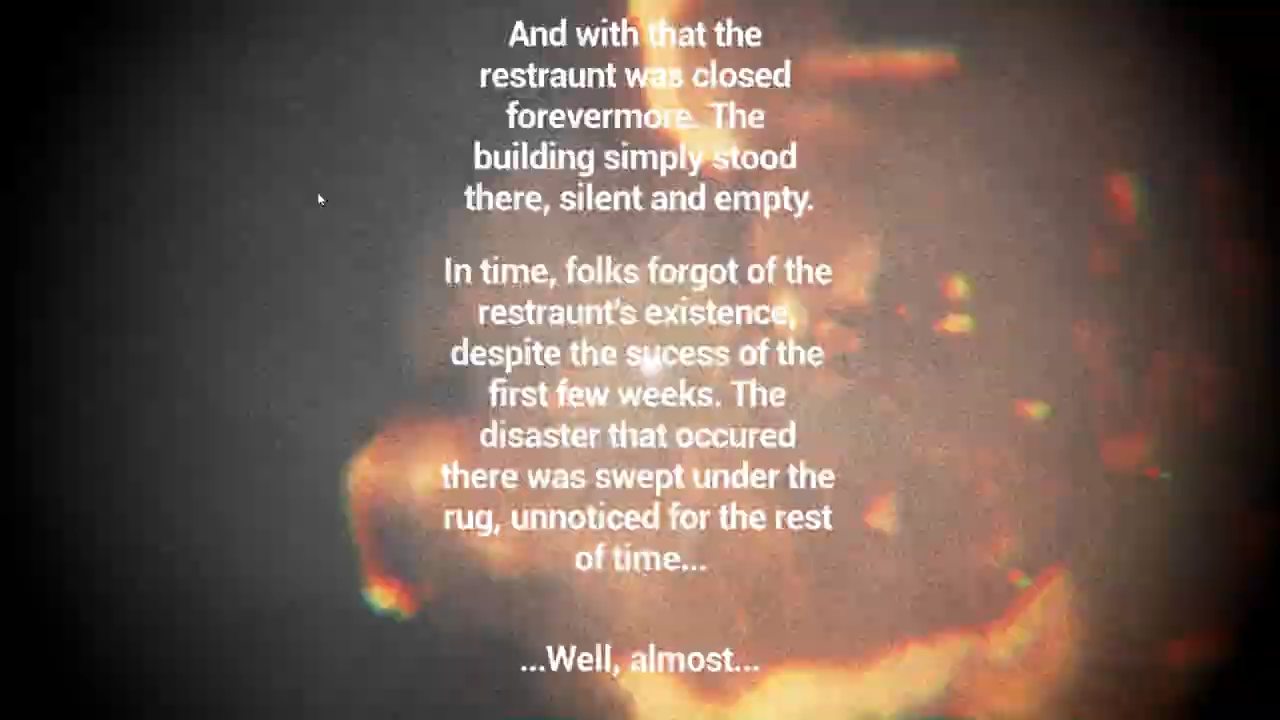 And with that the
restraunt was closed
forevermore. The
building simply stood
there, silent and empty.
In time, folks forgot of the
restraunt's existence,
despite the sucess of the
first few weeks. The
disaster that occured
there was swept under the
rug, unnoticed for the rest
of time...
...Well, almost...